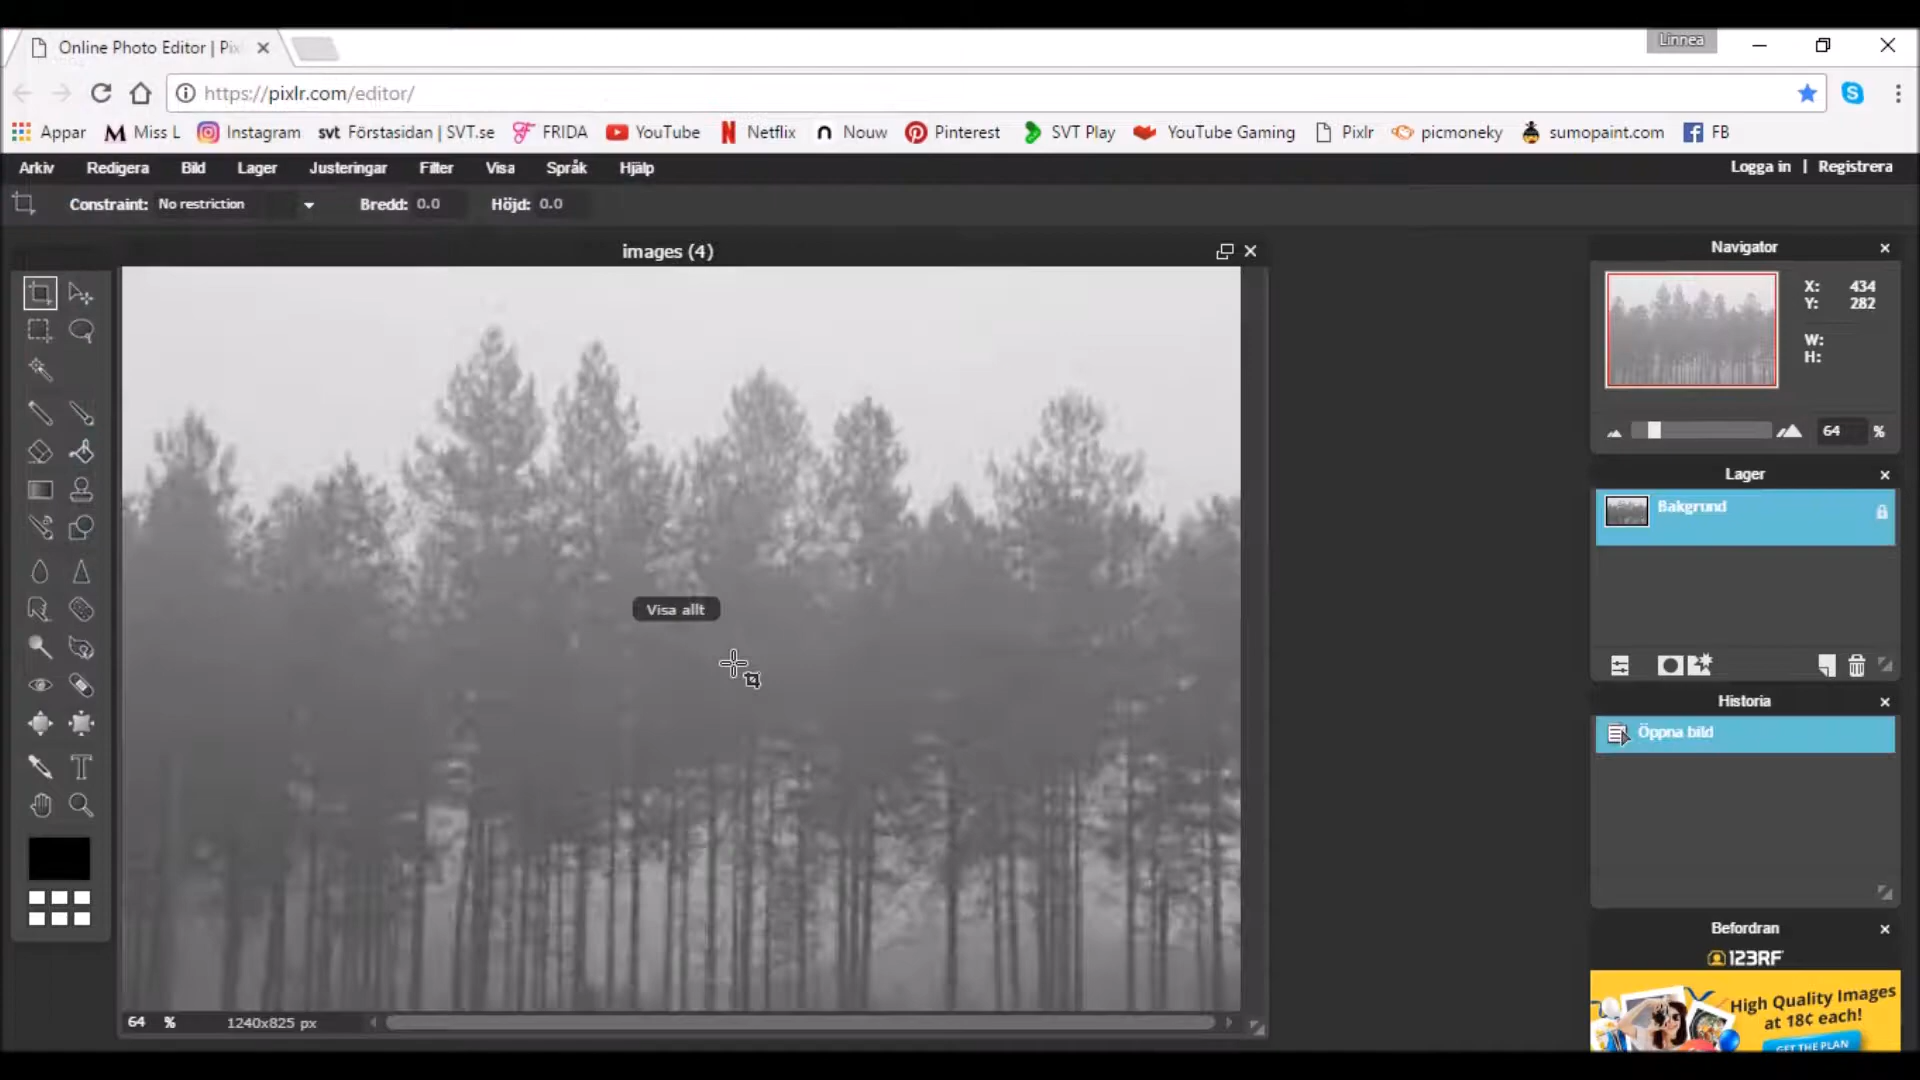 Online Photo Editor | Pix
Linnea
https://pixlr.com/editor/
Appar Miss L Instagram svt Förstasidan | SVT.se FRIDA YouTube Netflix n Nouw Pinterest SVT Play YouTube Gaming Pixlr picmoneky sumopaint.com FB
Arkiv Redigera Bild Lager Justeringar Filter Visa Språk Hjälp Logga in | Registrera
Constraint: No restriction Bredd: 0.0 Höjd: 0.0
images (4)
Navigator
X: 434
Y: 282
W:
H:
64 %
Lager
Bakgrund
Visa allt
Historia
Öppna bild
Befordran
123RF
High Quality Images
at 18¢ each!
GET THE PLAN
64 % 1240x825 px